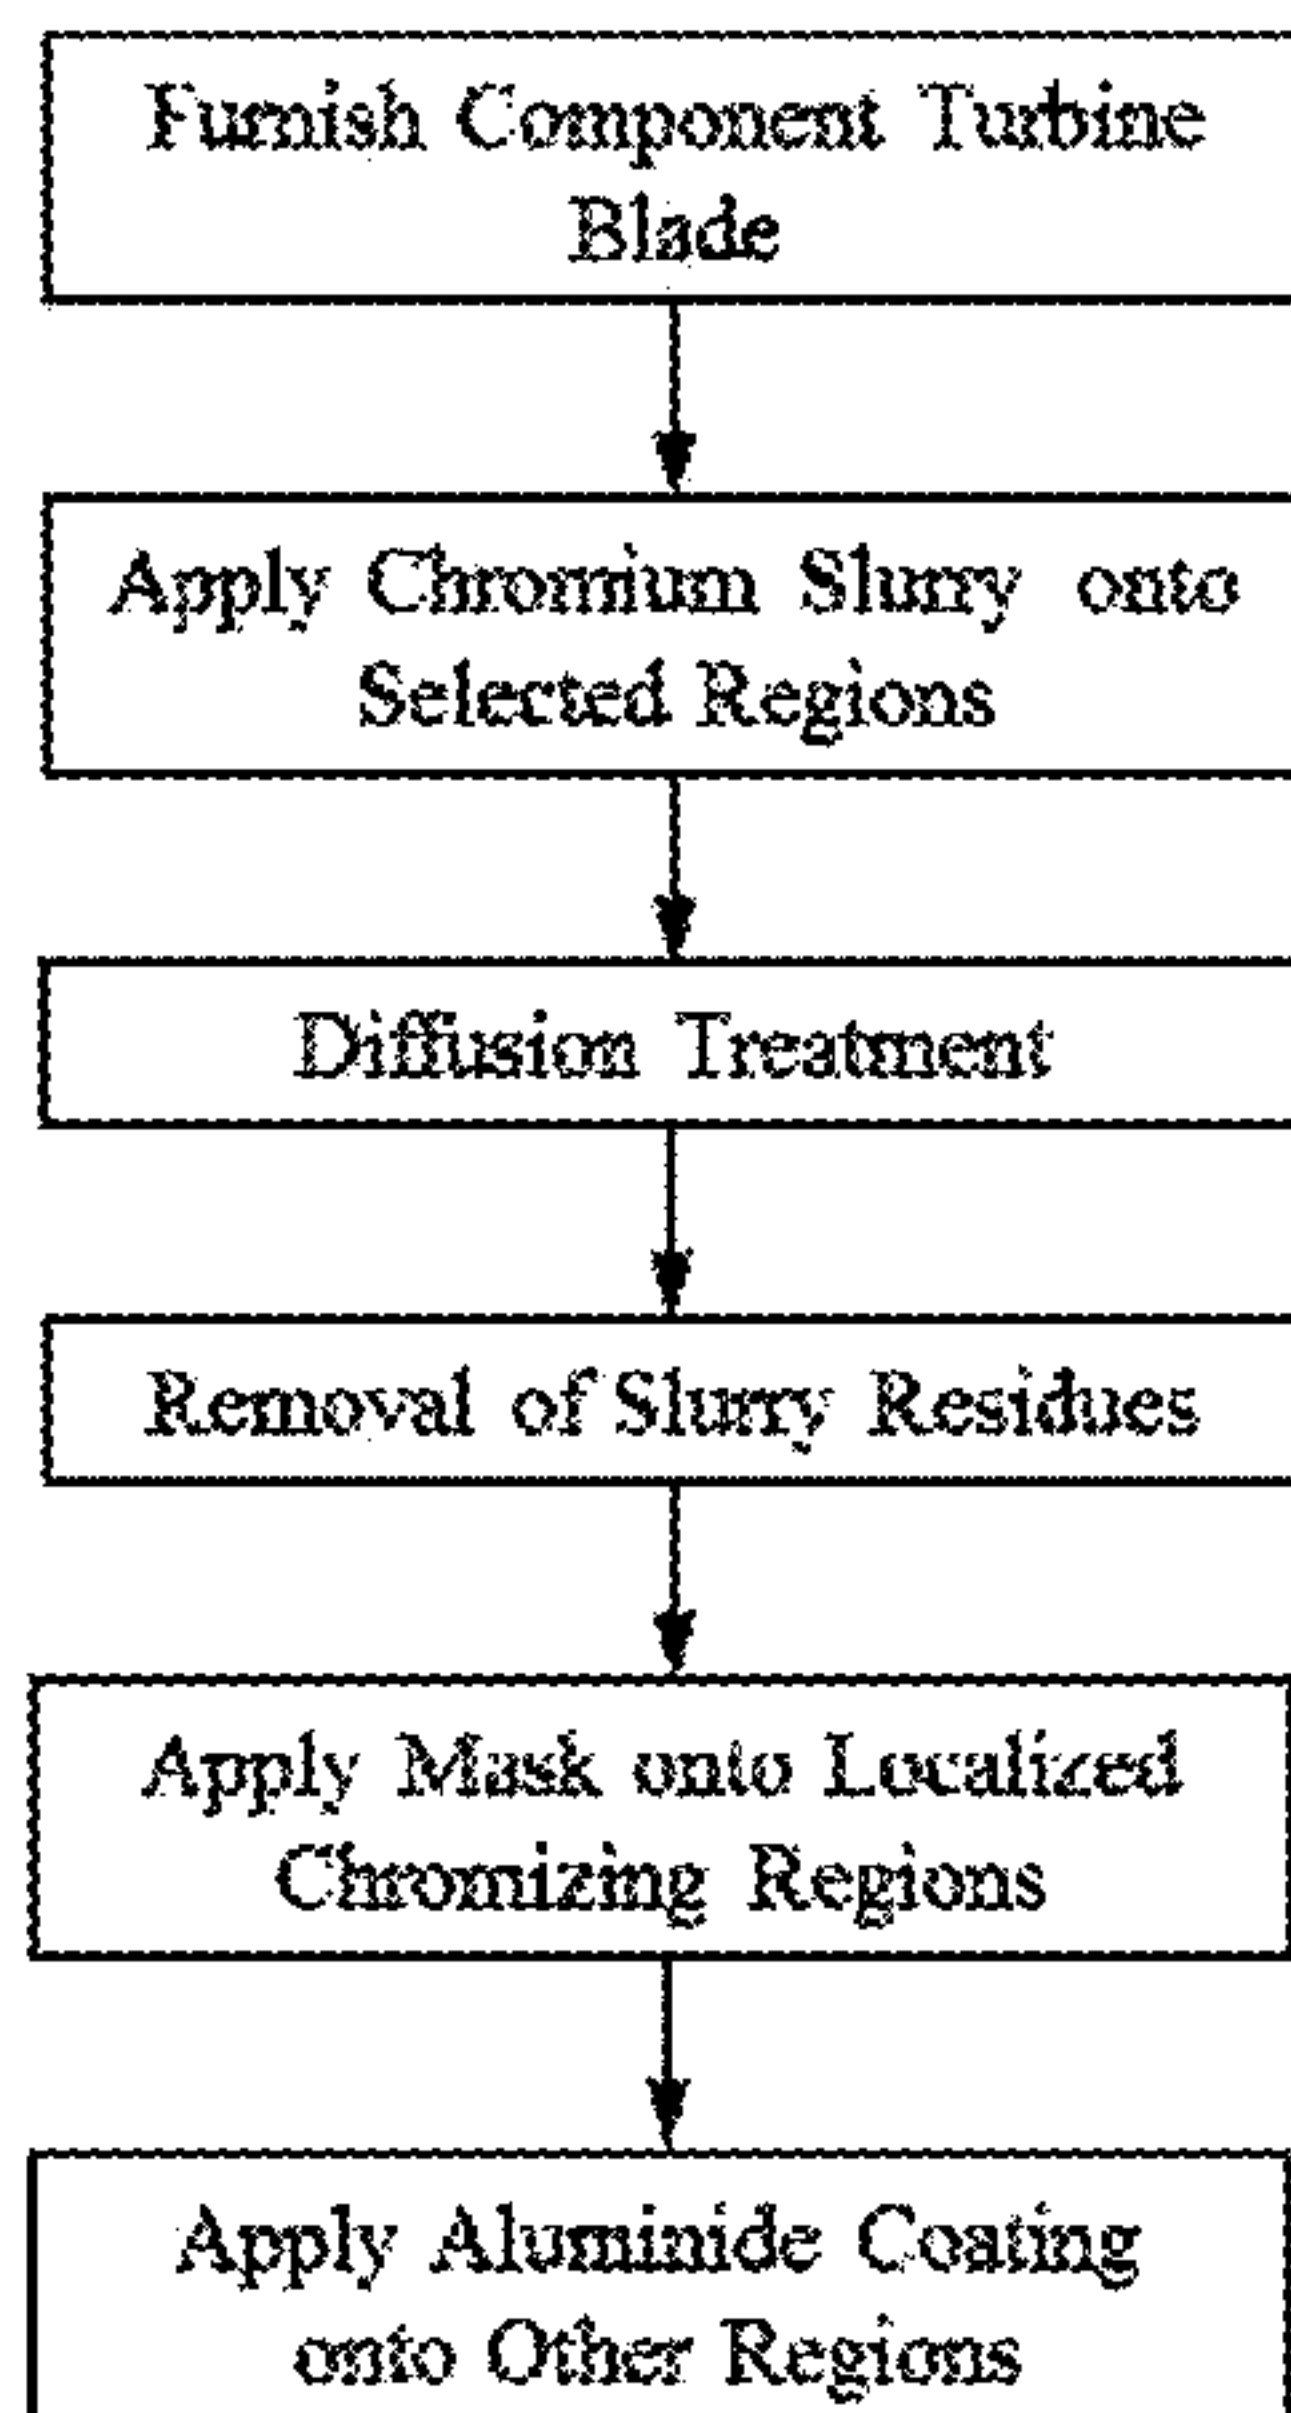 Furnish Component Turbine
Blade
Apply Chromium Slurry onto
Selected Regions
Diffusion Treatment
Removal of Slurry Residues
Apply Mask onto Localized
Chromizing Regions
Apply Aluminide Coating
onto Other Regions